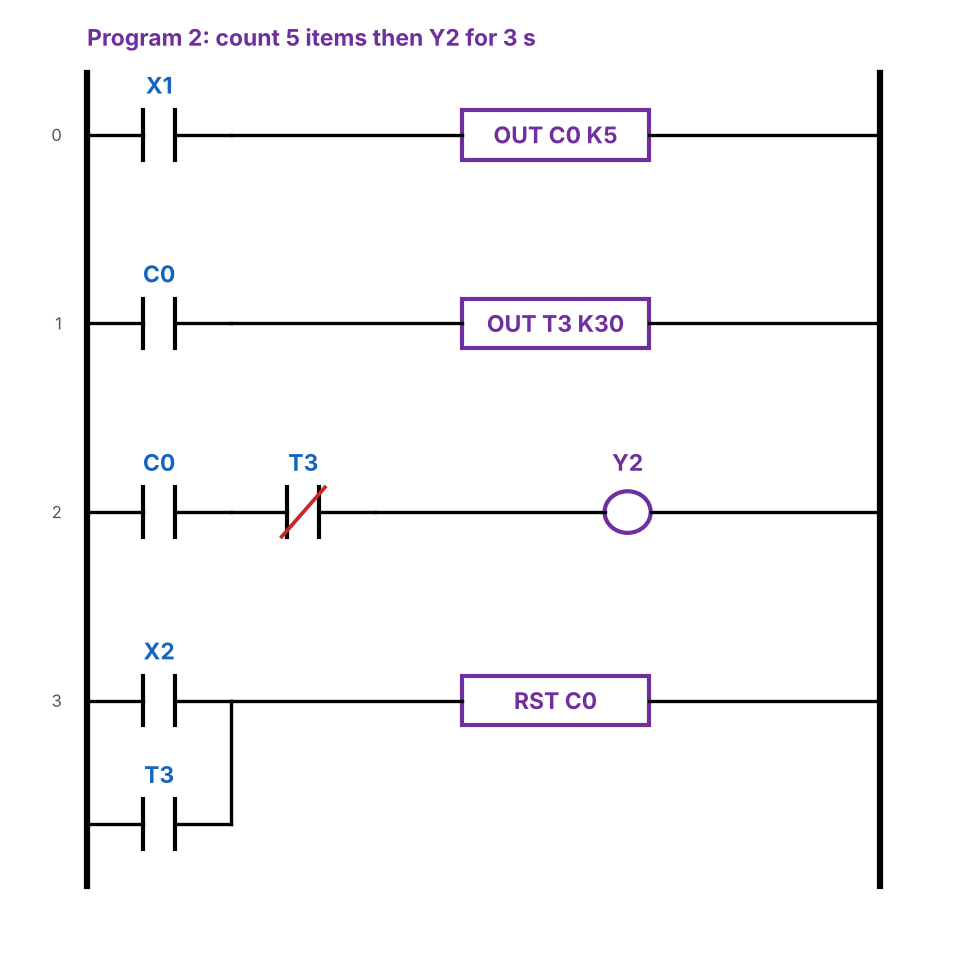 Program 2: count 5 items then Y2 for 3 s
X1
0
OUT C0 K5
C0
1
OUT T3 K30
C0 T3 Y2
2
X2
3
RST C0
T3